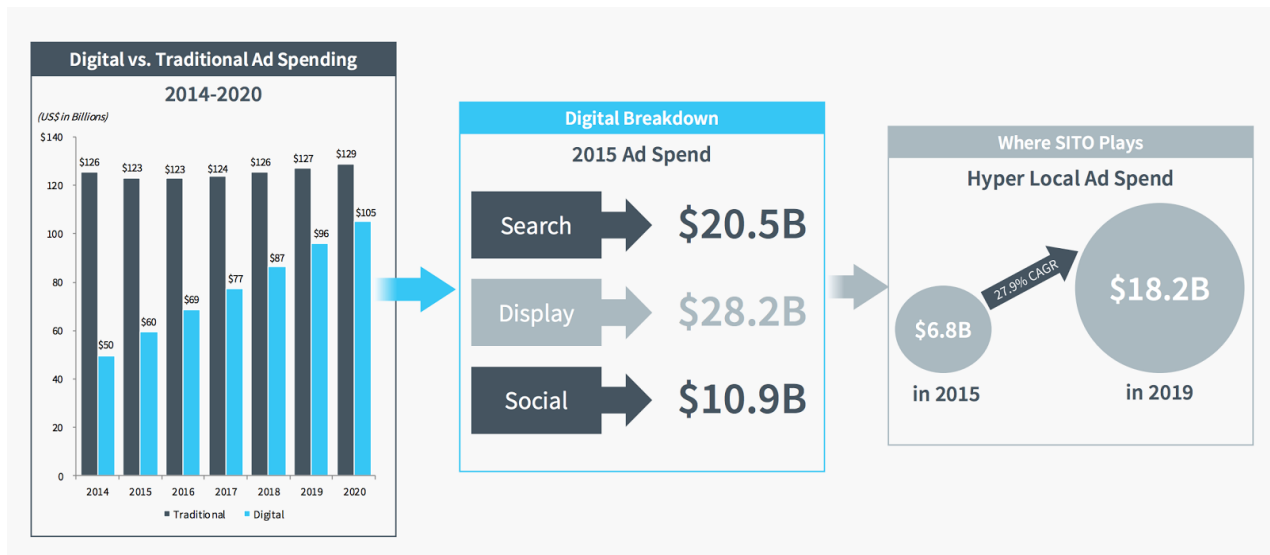 Digital vs. Traditional Ad Spending
2014-2020
(US$ in Billions)
$140
120
100
80
60
40
20
0
$126
$50
$123
$60
$123
$69
$124
$77
$126
$87
$127
$96
$129
$105
2014 2015 2016 2017 2018 2019 2020
Traditional Digital
Digital Breakdown
2015 Ad Spend
Search $20.5B
Display $28.2B
Social $10.9B
Where SITO Plays
Hyper Local Ad Spend
27.9% CAGR
$6.8B
in 2015
$18.2B
in 2019